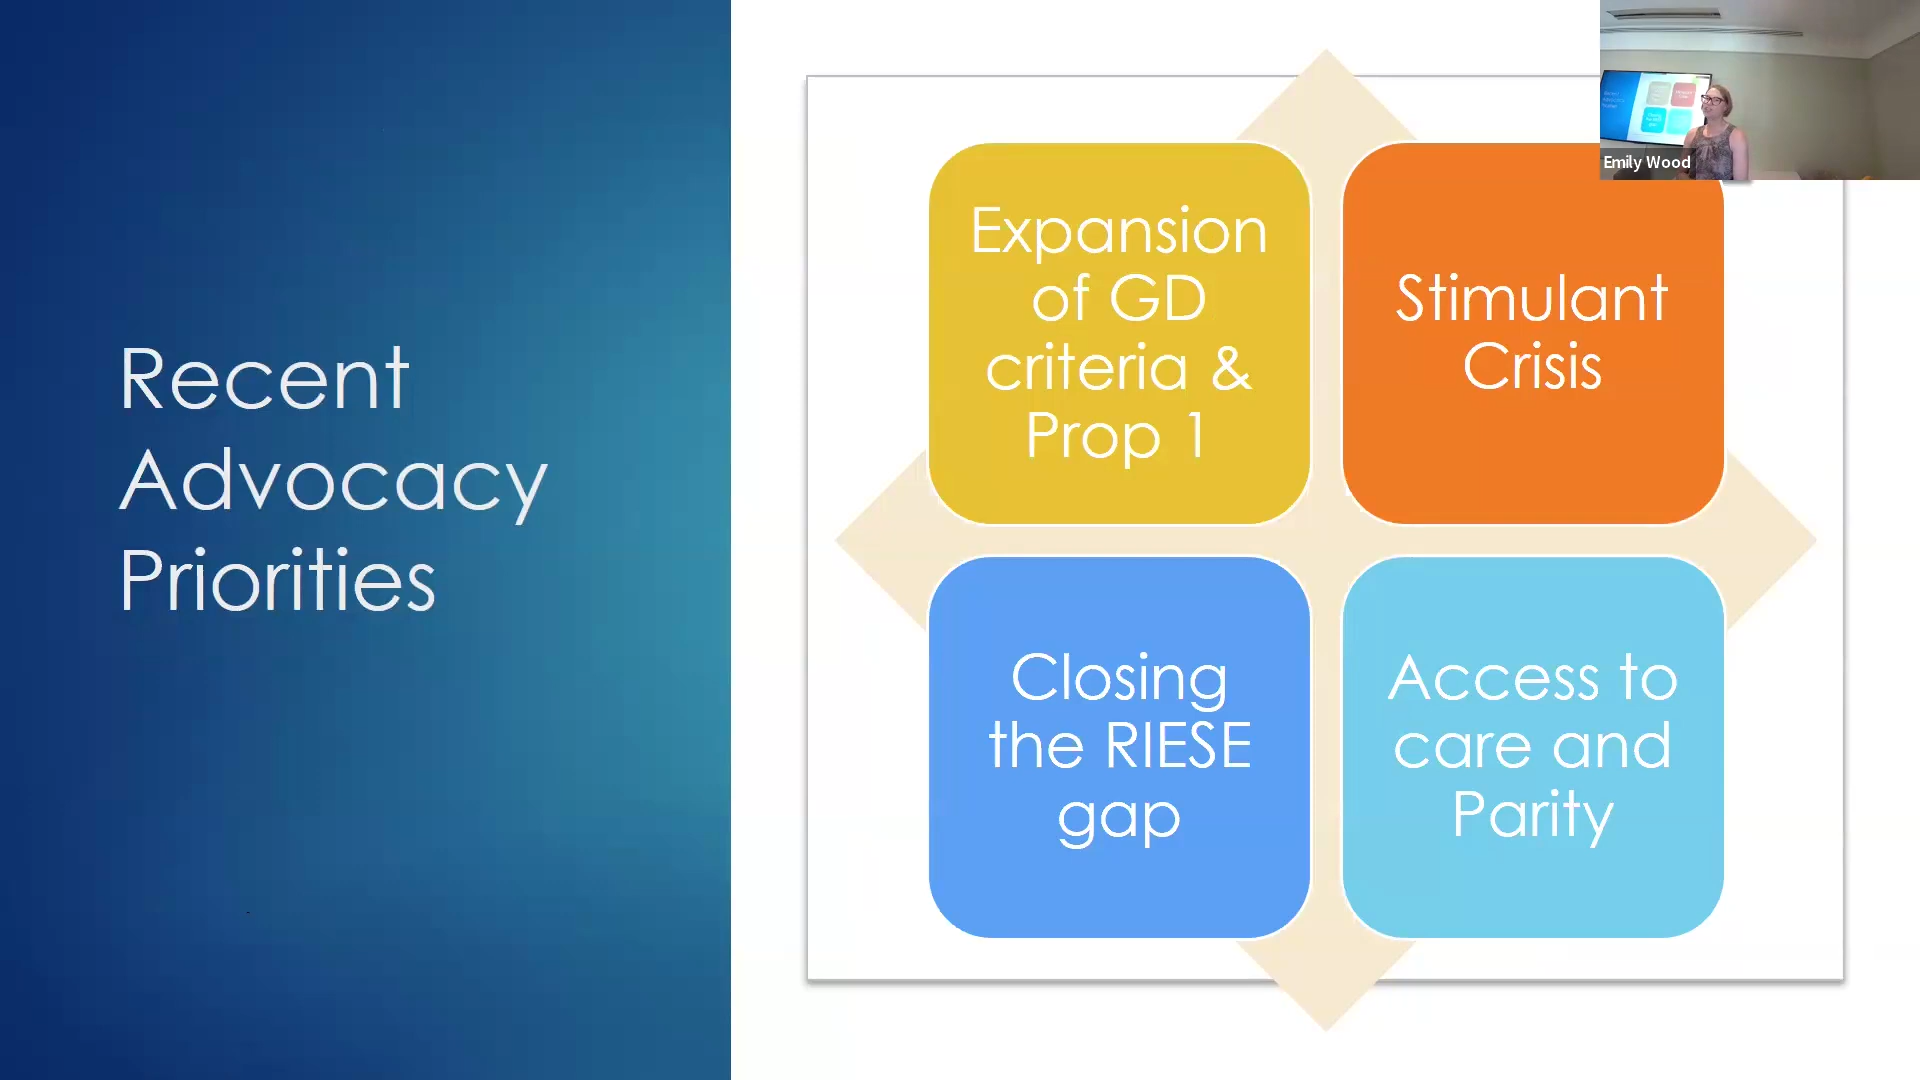 Recent
Advocacy
Priorities
Expansion
of GD
criteria &
Prop 1
Stimulant
Crisis
Closing
the RIESE
gap
Access to
care and
Parity
Emily Wood